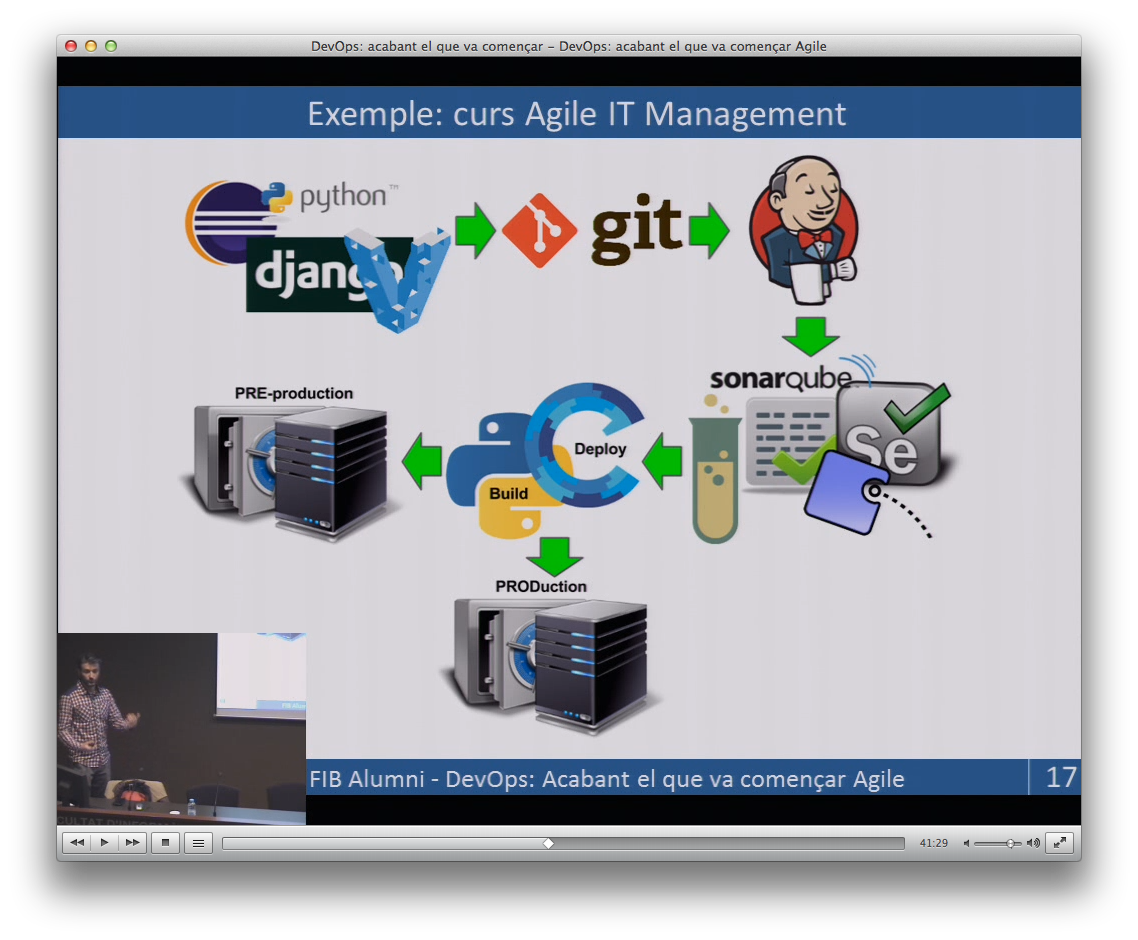 DevOps: acabant el que va començar – DevOps: acabant el que va començar Agile
Exemple: curs Agile IT Management
python™
django
git
sonarqube
Se
PRE-production
Deploy
Build
PRODuction
FIB Alumni - DevOps: Acabant el que va començar Agile
17
41:29